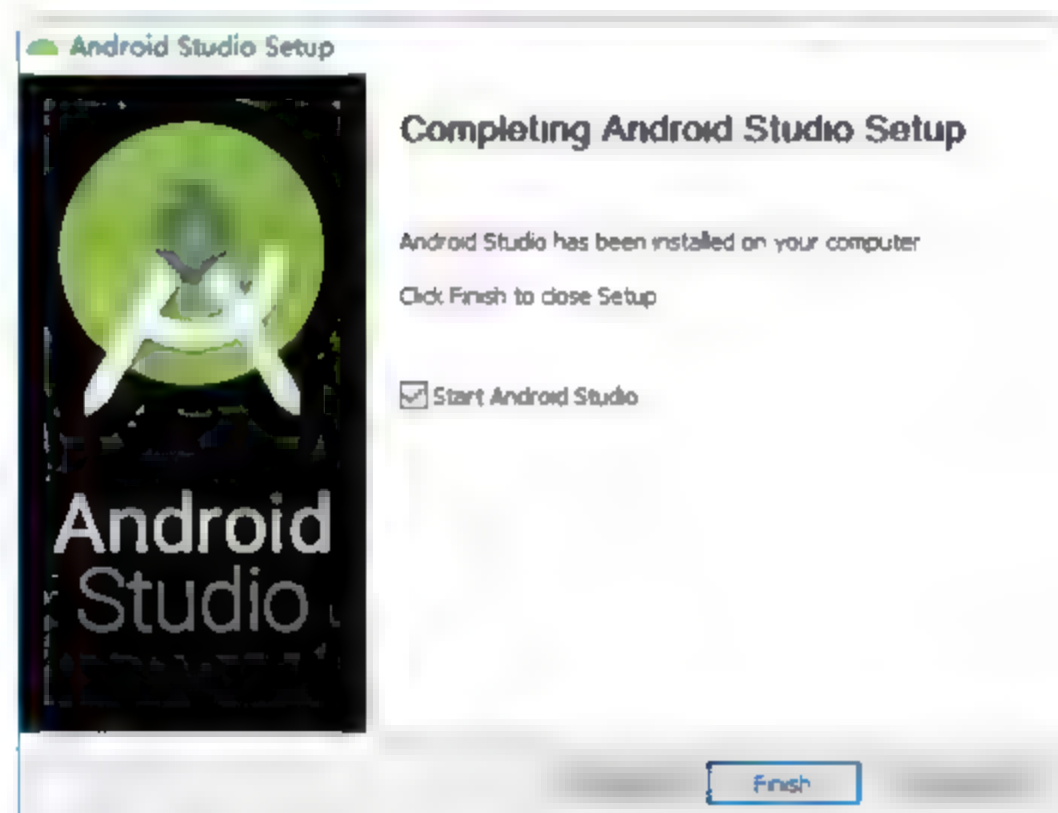 Android Studio Setup
Completing Android Studio Setup
Android Studio has been installed on your computer
Click Finish to close Setup
Start Android Studio
Android
Studio
Finish